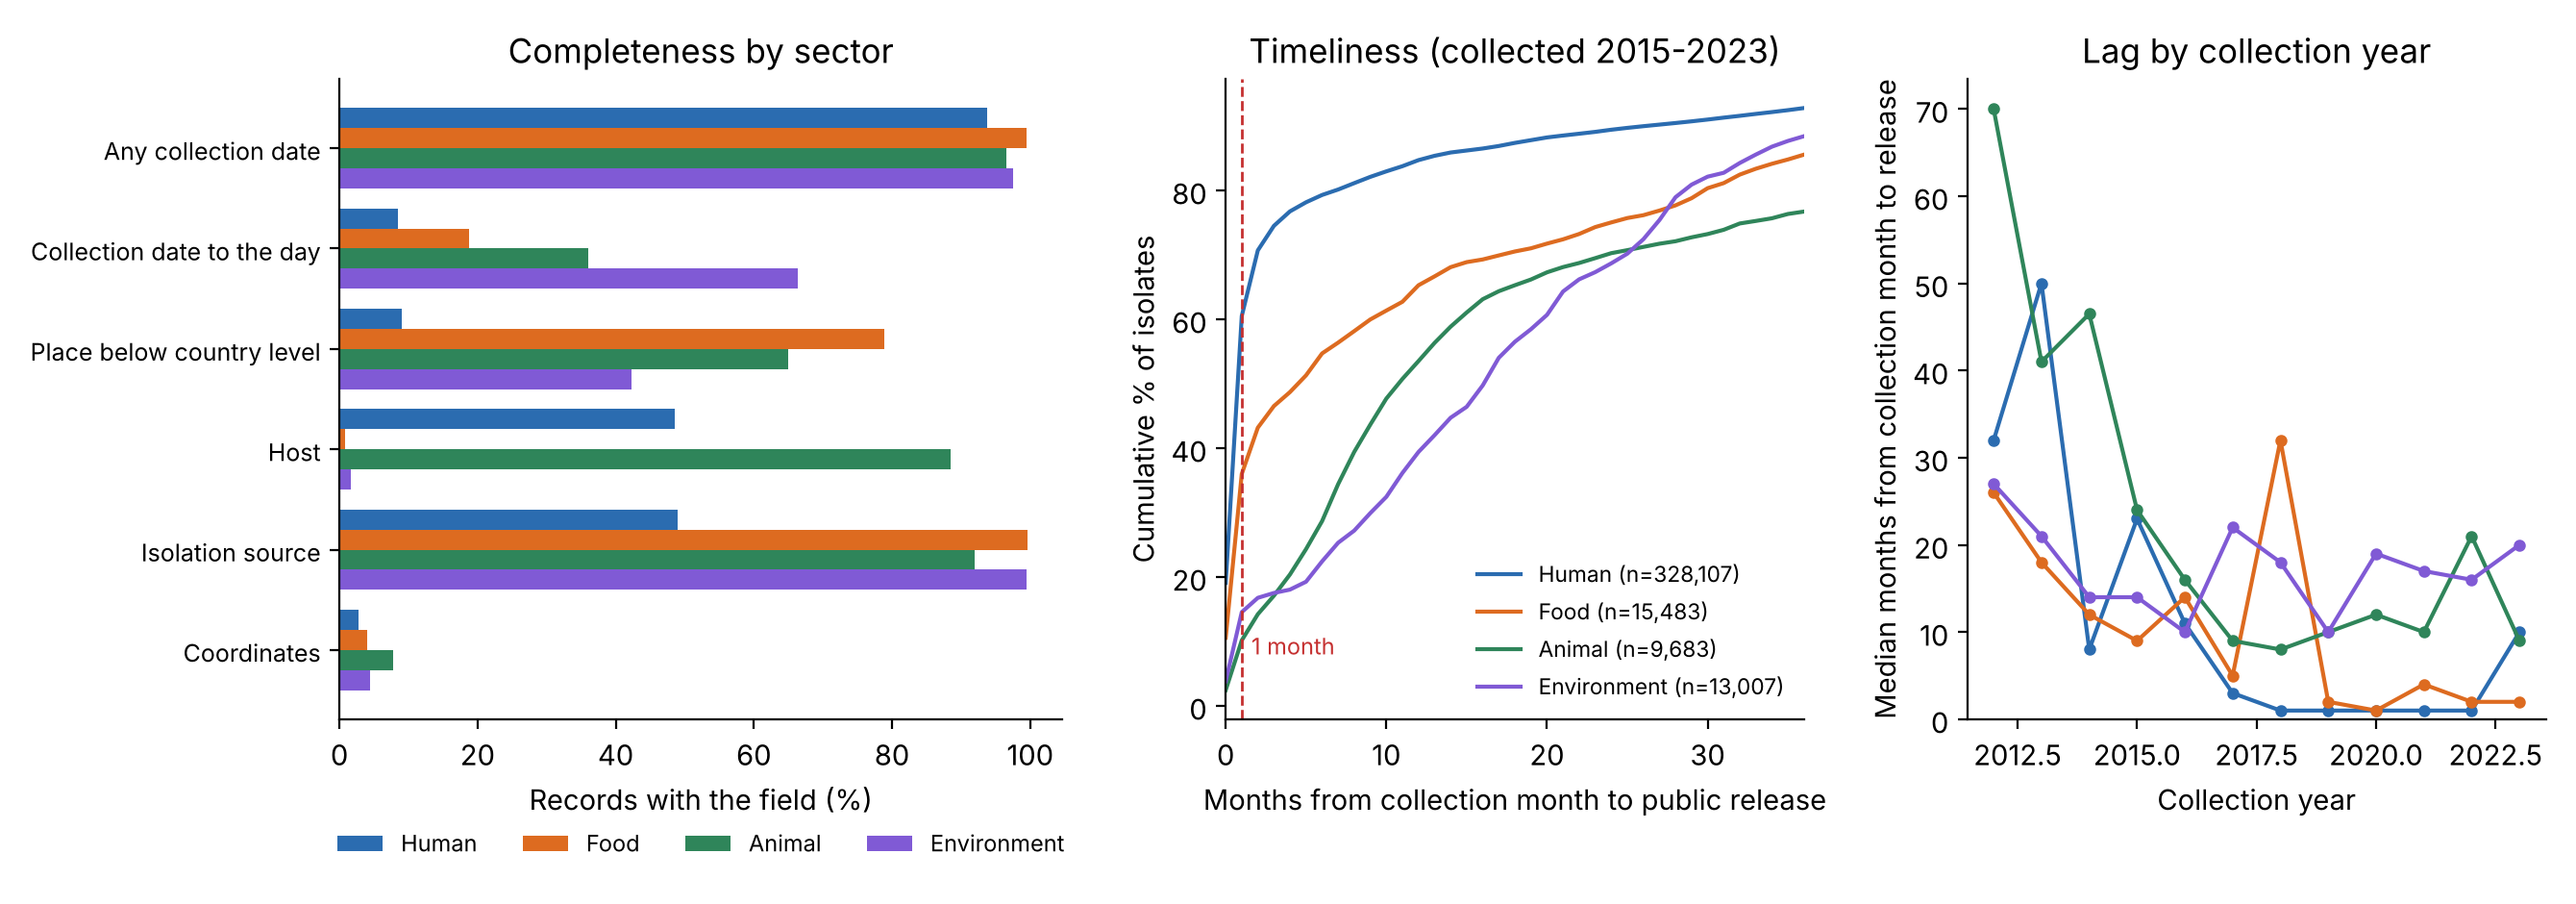 Completeness by sector
Any collection date
Collection date to the day
Place below country level
Host
Isolation source
Coordinates
0 20 40 60 80 100
Records with the field (%)
Human Food Animal Environment
Timeliness (collected 2015-2023)
Cumulative % of isolates
80
60
40
20
0
1 month
Human (n=328,107)
Food (n=15,483)
Animal (n=9,683)
Environment (n=13,007)
0 10 20 30
Months from collection month to public release
Lag by collection year
Median months from collection month to release
70
60
50
40
30
20
10
0
2012.5 2015.0 2017.5 2020.0 2022.5
Collection year